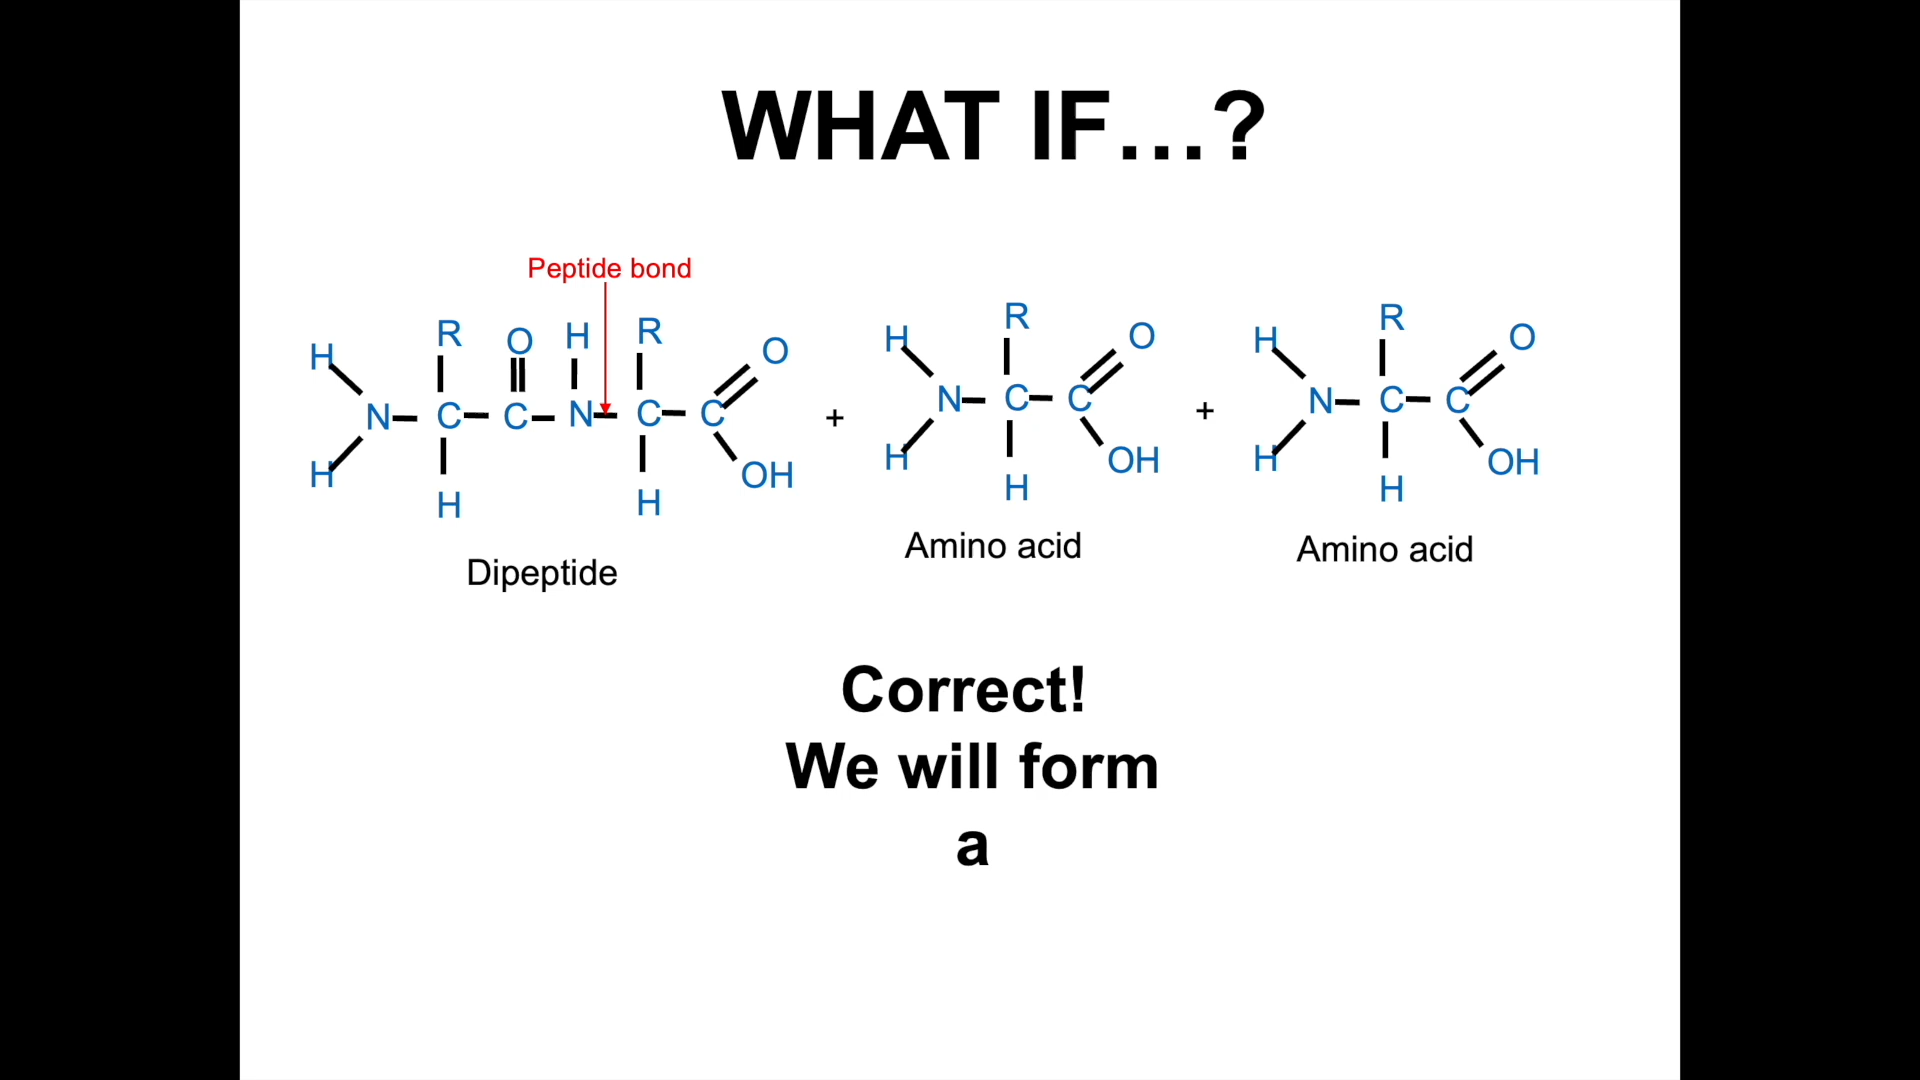 WHAT IF...?
Peptide bond
R O H R O
H
N C C N C C
H OH
H H
+
R O
H
N C C
H OH
H
+
R O
H
N C C
H OH
H
Dipeptide
Amino acid
Amino acid
Correct!
We will form
a